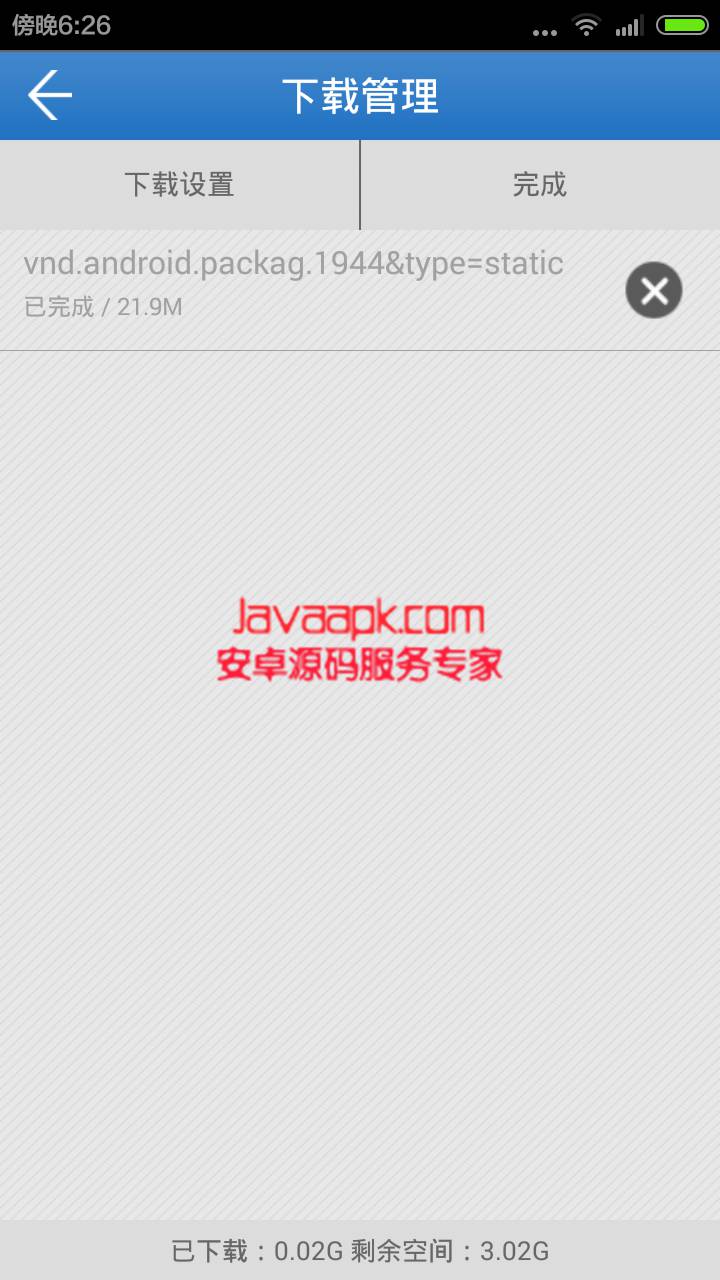 傍晚6:26
下载管理
下载设置
完成
vnd.android.packag.1944&type=static
已完成 / 21.9M
Javaapk.com
安卓源码服务专家
已下载：0.02G 剩余空间：3.02G